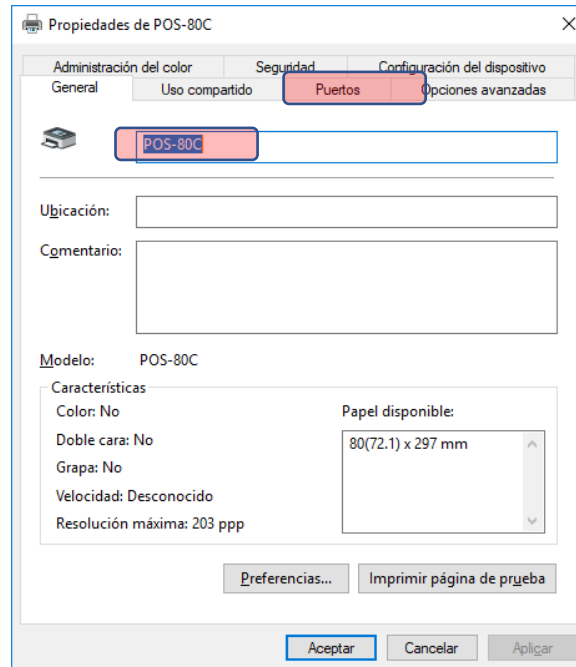 Propiedades de POS-80C
Administración del color Seguridad Configuración del dispositivo
General Uso compartido Puertos Opciones avanzadas
POS-80C
Ubicación:
Comentario:
Modelo: POS-80C
Características
Color: No
Doble cara: No
Grapa: No
Velocidad: Desconocido
Resolución máxima: 203 ppp
Papel disponible:
80(72.1) x 297 mm
Preferencias... Imprimir página de prueba
Aceptar Cancelar Aplicar